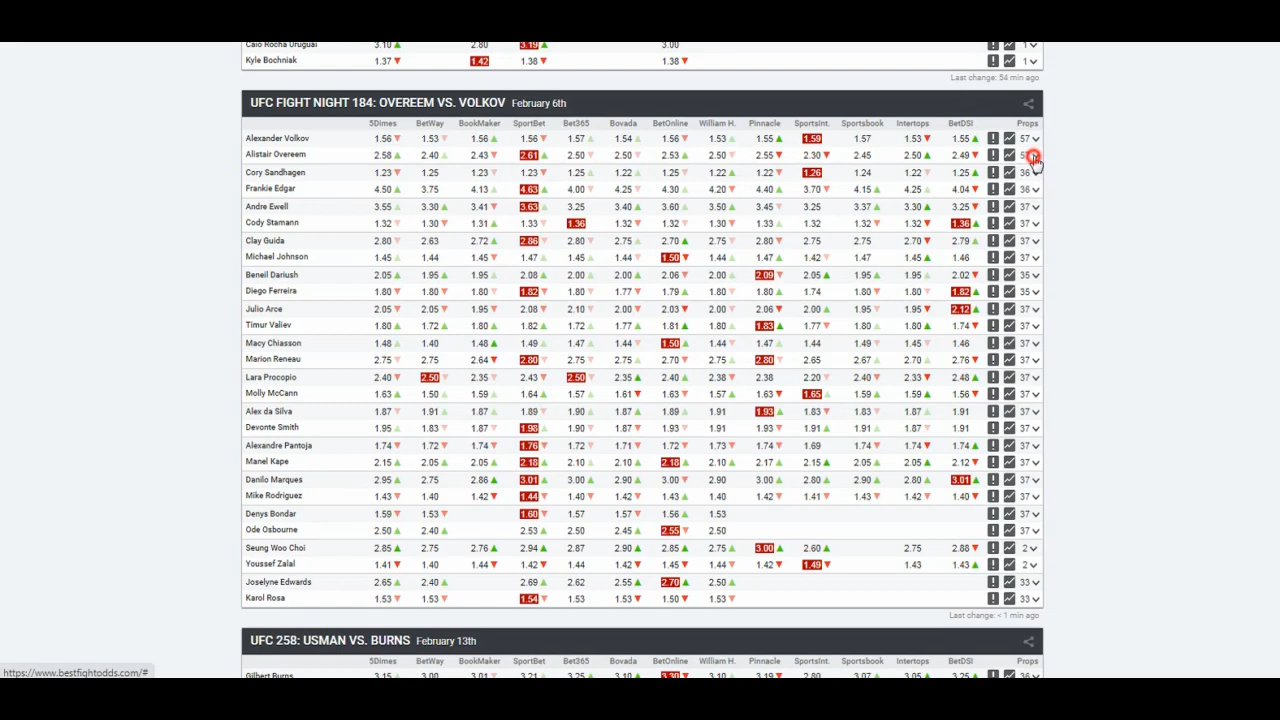 Caio Rocha Uruguai 3.10 2.80 3.19 3.00 1
Kyle Bochniak 1.37 1.42 1.38 1.38 1
Last change: 54 min ago
UFC FIGHT NIGHT 184: OVEREEM VS. VOLKOV February 6th
5Dimes BetWay BookMaker SportBet Bet365 Bovada BetOnline William H. Pinnacle SportsInt. Sportsbook Intertops BetDSI Props
Alexander Volkov 1.56 1.53 1.56 1.56 1.57 1.54 1.56 1.53 1.55 1.59 1.57 1.53 1.55 57
Alistair Overeem 2.58 2.40 2.43 2.61 2.50 2.50 2.53 2.50 2.55 2.30 2.45 2.50 2.49
Cory Sandhagen 1.23 1.25 1.23 1.23 1.25 1.22 1.25 1.22 1.22 1.26 1.24 1.22 1.25 36
Frankie Edgar 4.50 3.75 4.13 4.63 4.00 4.25 4.30 4.20 4.40 3.70 4.15 4.25 4.04 36
Andre Ewell 3.55 3.30 3.41 3.63 3.25 3.40 3.60 3.50 3.45 3.25 3.37 3.30 3.25 37
Cody Stamann 1.32 1.30 1.31 1.33 1.36 1.32 1.32 1.30 1.33 1.32 1.32 1.32 1.36 37
Clay Guida 2.80 2.63 2.72 2.86 2.80 2.75 2.70 2.75 2.80 2.75 2.75 2.70 2.79 37
Michael Johnson 1.45 1.44 1.45 1.47 1.45 1.44 1.50 1.44 1.47 1.42 1.47 1.45 1.46 37
Beneil Dariush 2.05 1.95 1.95 2.08 2.00 2.00 2.06 2.00 2.09 2.05 1.95 1.95 2.02 35
Diego Ferreira 1.80 1.80 1.80 1.82 1.80 1.77 1.79 1.80 1.80 1.74 1.80 1.80 1.82 35
Julio Arce 2.05 2.05 1.95 2.08 2.10 2.00 2.03 2.00 2.06 2.00 1.95 1.95 2.12 37
Timur Valiev 1.80 1.72 1.80 1.82 1.72 1.77 1.81 1.80 1.83 1.77 1.80 1.80 1.74 37
Macy Chiasson 1.48 1.40 1.48 1.49 1.47 1.44 1.50 1.44 1.47 1.44 1.49 1.45 1.46 37
Marion Reneau 2.75 2.75 2.64 2.80 2.75 2.75 2.70 2.75 2.80 2.65 2.67 2.70 2.76 37
Lara Procopio 2.40 2.50 2.35 2.43 2.50 2.35 2.40 2.38 2.38 2.20 2.40 2.33 2.48 37
Molly McCann 1.63 1.50 1.59 1.64 1.57 1.61 1.63 1.57 1.63 1.65 1.59 1.59 1.56 37
Alex da Silva 1.87 1.91 1.87 1.89 1.90 1.87 1.89 1.91 1.93 1.83 1.83 1.87 1.91 37
Devonte Smith 1.95 1.83 1.87 1.98 1.90 1.87 1.93 1.91 1.93 1.91 1.91 1.87 1.91 37
Alexandre Pantoja 1.74 1.72 1.74 1.76 1.72 1.71 1.72 1.73 1.74 1.69 1.74 1.74 1.74 37
Manel Kape 2.15 2.05 2.05 2.18 2.10 2.10 2.18 2.10 2.17 2.15 2.05 2.05 2.12 37
Danilo Marques 2.95 2.75 2.86 3.01 3.00 2.90 3.00 2.90 3.00 2.80 2.90 2.80 3.01 37
Mike Rodriguez 1.43 1.40 1.42 1.44 1.40 1.42 1.43 1.40 1.42 1.41 1.43 1.42 1.40 37
Denys Bondar 1.59 1.53 1.60 1.57 1.57 1.56 1.53 37
Ode Osbourne 2.50 2.40 2.53 2.50 2.45 2.55 2.50 37
Seung Woo Choi 2.85 2.75 2.76 2.94 2.87 2.90 2.85 2.75 3.00 2.60 2.75 2.88 2
Youssef Zalal 1.41 1.40 1.44 1.42 1.44 1.42 1.45 1.44 1.42 1.49 1.43 1.43 2
Joselyne Edwards 2.65 2.40 2.69 2.62 2.55 2.70 2.50 33
Karol Rosa 1.53 1.53 1.54 1.53 1.53 1.50 1.53 33
Last change: < 1 min ago
UFC 258: USMAN VS. BURNS February 13th
5Dimes BetWay BookMaker SportBet Bet365 Bovada BetOnline William H. Pinnacle SportsInt. Sportsbook Intertops BetDSI Props
Gilbert Burns 3.15 3.00 3.01 3.21 3.25 3.10 3.30 3.10 3.19 2.80 3.07 3.05 3.25 36
https://www.bestfightodds.com/#